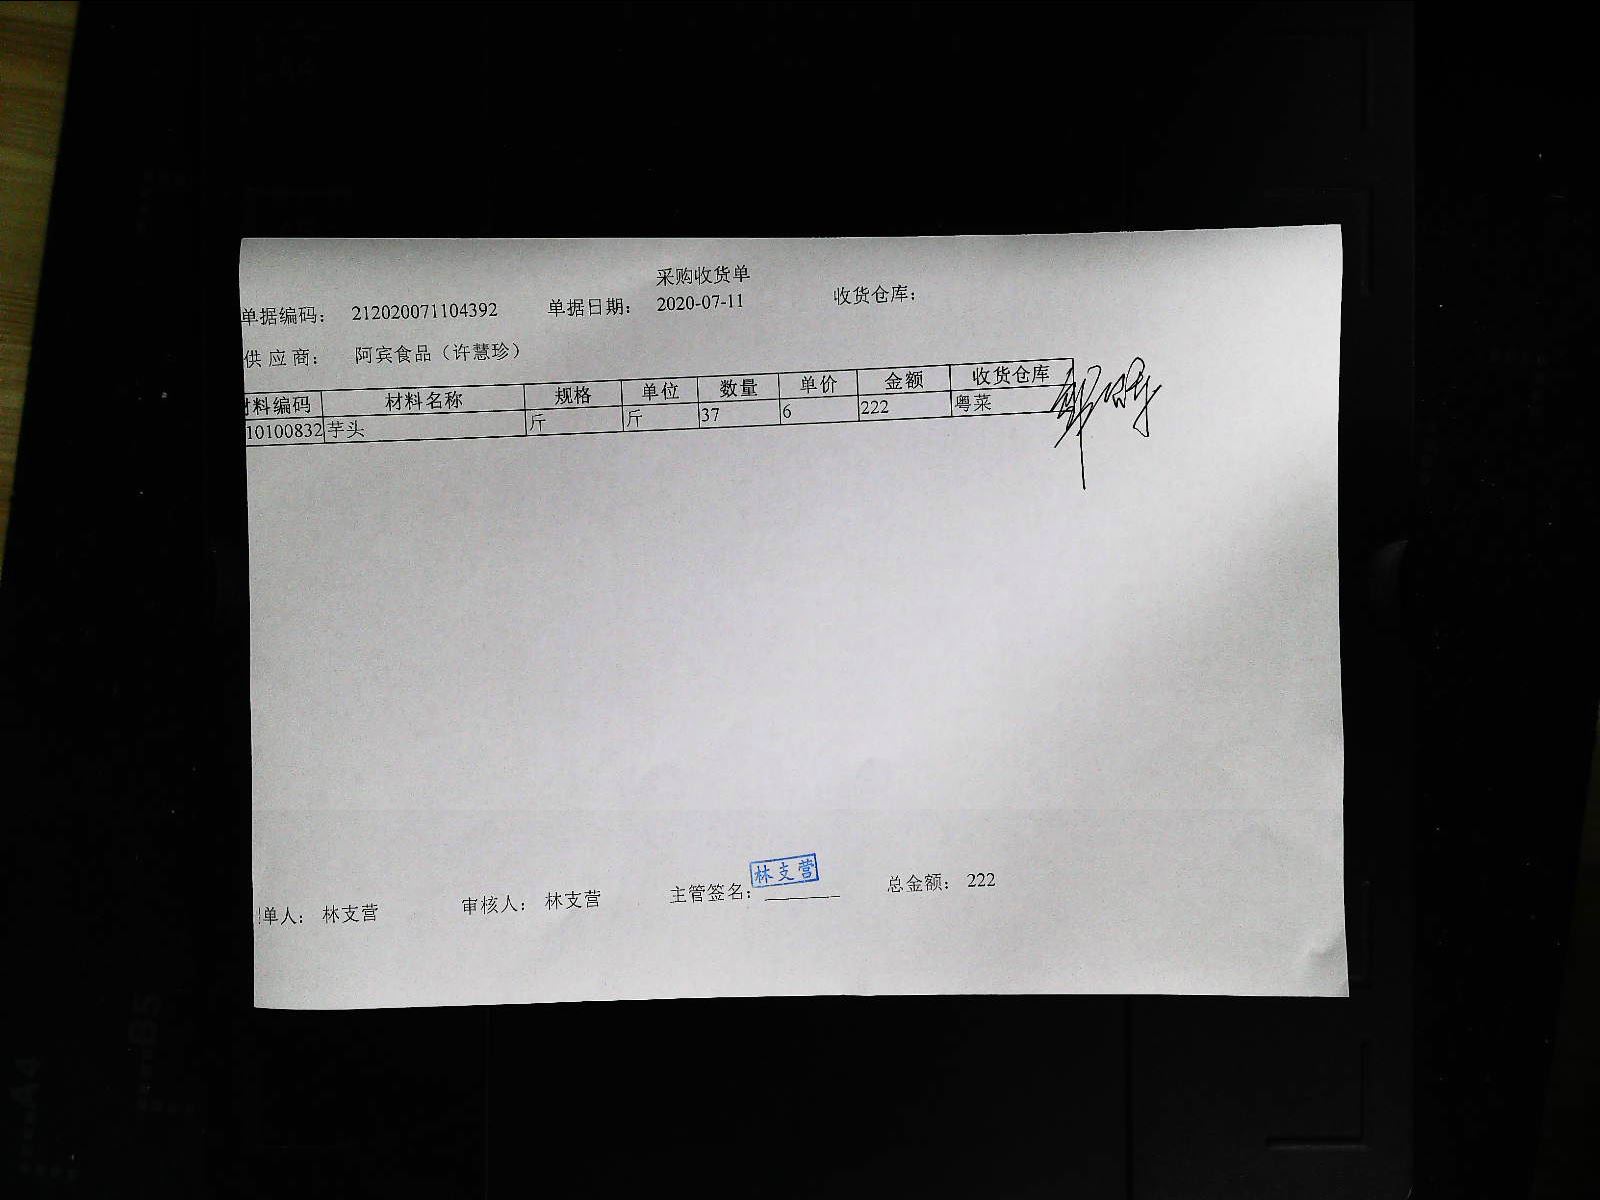 采购收货单
单据编码： 212020071104392 单据日期： 2020-07-11 收货仓库：
供应商： 阿宾食品（许慧珍）
材料编码 材料名称 规格 单位 数量 单价 金额 收货仓库
10100832 芋头 斤 斤 37 6 222 粤菜
林支营
单人： 林支营 审核人： 林支营 主管签名： 总金额： 222
B5
A4